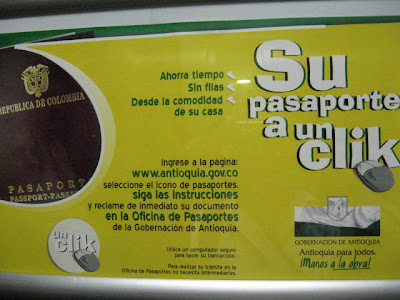 REPUBLICA DE COLOMBIA
PASAPORT
PASSPORT-PASSE
Ahorra tiempo
Sin filas
Desde la comodidad
de su casa
Su
pasaporte
a un
clik
Ingrese a la página:
www.antioquia.gov.co
seleccione el icono de pasaportes,
siga las instrucciones
y reclame de inmediato su documento
en la Oficina de Pasaportes
de la Gobernación de Antioquia.
un
clik
Utilice un computador seguro
para hacer su transacción.
Para realizar su trámite en la
Oficina de Pasaportes no necesita intermediarios.
GOBERNACION DE ANTIOQUIA
Antioquia para todos.
¡Manos a la obra!